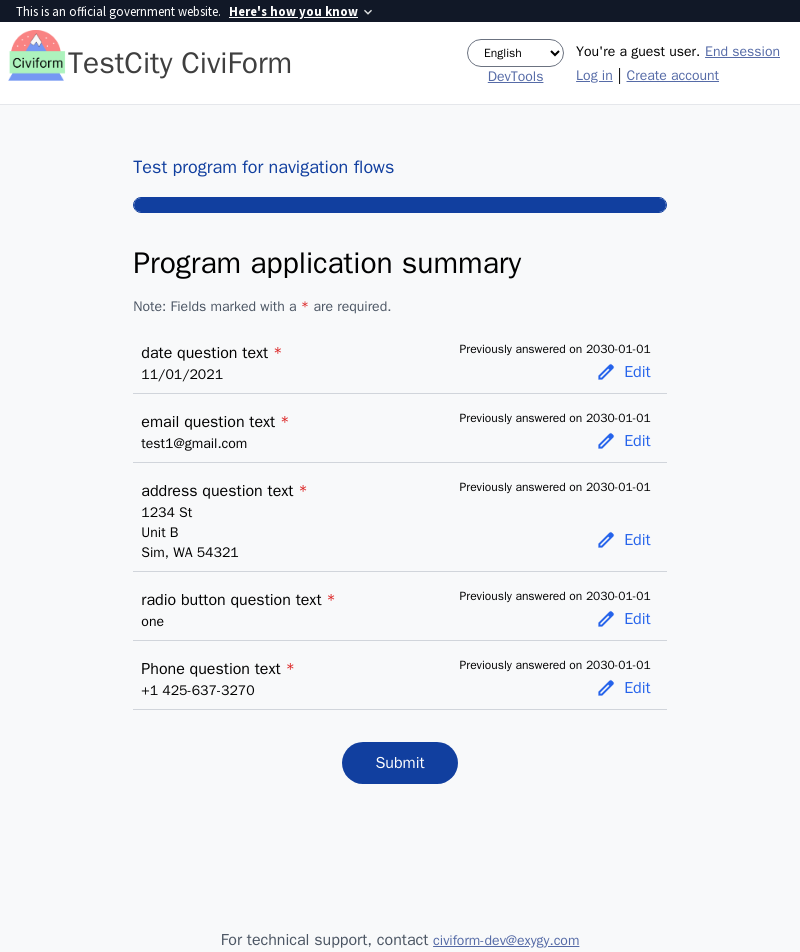 This is an official government website. Here's how you know
Civiform TestCity CiviForm
English
DevTools
You're a guest user. End session
Log in | Create account
Test program for navigation flows
Program application summary
Note: Fields marked with a * are required.
date question text *
Previously answered on 2030-01-01
11/01/2021
Edit
email question text *
Previously answered on 2030-01-01
test1@gmail.com
Edit
address question text *
Previously answered on 2030-01-01
1234 St
Unit B
Sim, WA 54321
Edit
radio button question text *
Previously answered on 2030-01-01
one
Edit
Phone question text *
Previously answered on 2030-01-01
+1 425-637-3270
Edit
Submit
For technical support, contact civiform-dev@exygy.com